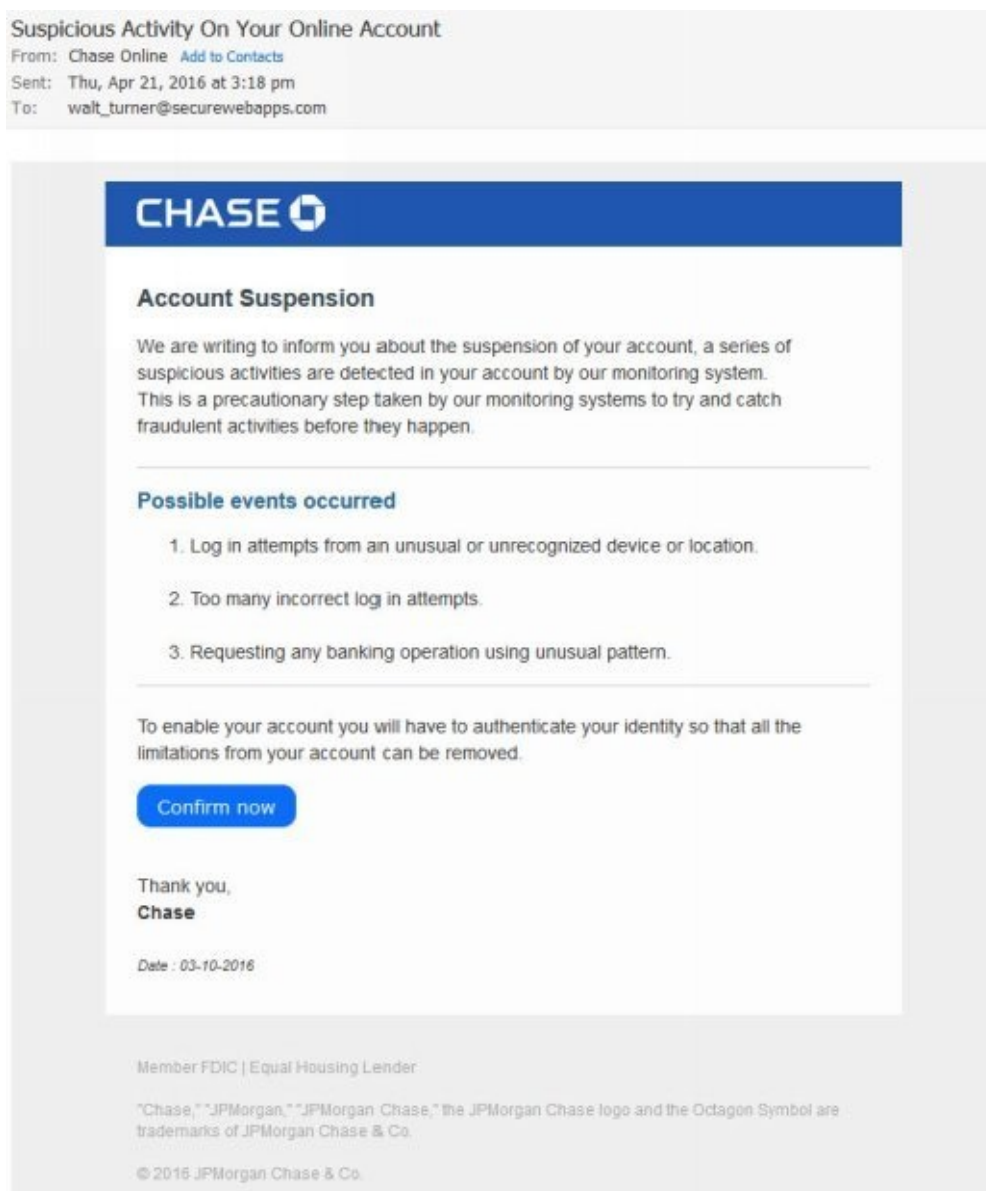 Suspicious Activity On Your Online Account
From: Chase Online Add to Contacts
Sent: Thu, Apr 21, 2016 at 3:18 pm
To: walt_turner@securewebapps.com
CHASE
Account Suspension
We are writing to inform you about the suspension of your account, a series of
suspicious activities are detected in your account by our monitoring system.
This is a precautionary step taken by our monitoring systems to try and catch
fraudulent activities before they happen.
Possible events occurred
1. Log in attempts from an unusual or unrecognized device or location.
2. Too many incorrect log in attempts.
3. Requesting any banking operation using unusual pattern.
To enable your account you will have to authenticate your identity so that all the
limitations from your account can be removed.
Confirm now
Thank you,
Chase
Date : 03-10-2016
Member FDIC | Equal Housing Lender
"Chase," "JPMorgan," "JPMorgan Chase," the JPMorgan Chase logo and the Octagon Symbol are
trademarks of JPMorgan Chase & Co.
© 2016 JPMorgan Chase & Co.